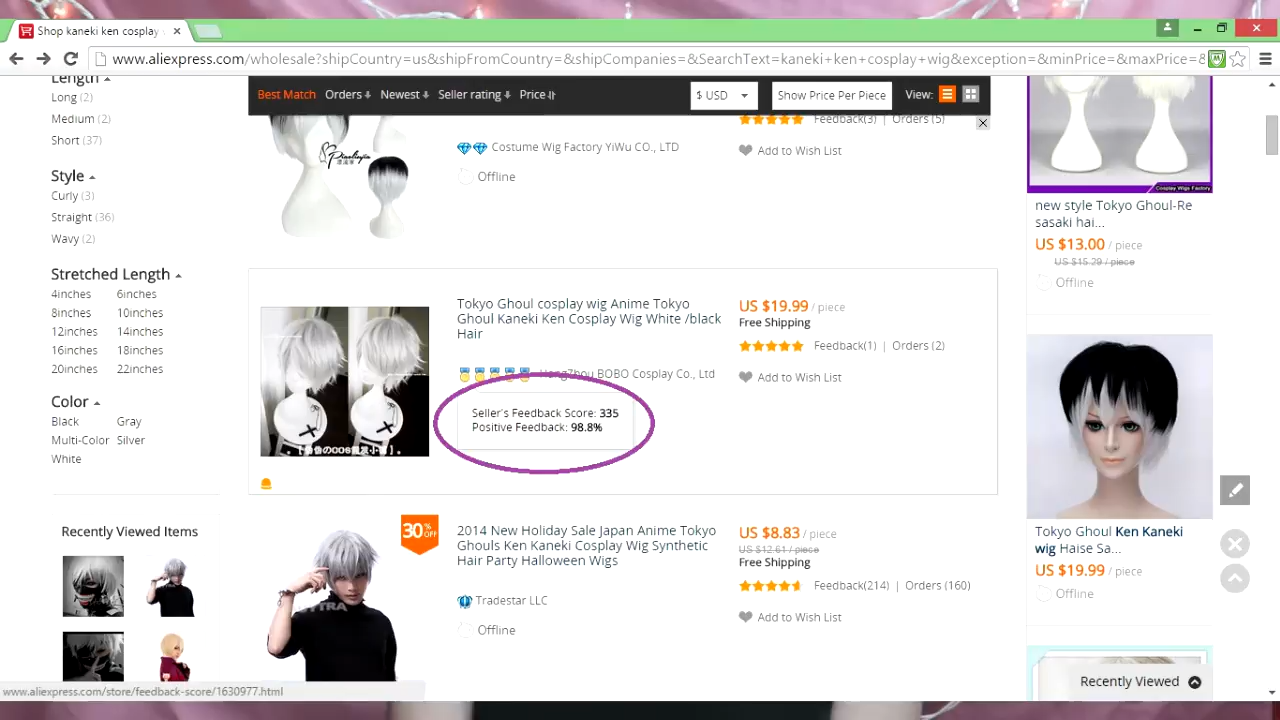 Shop kaneki ken cosplay
www.aliexpress.com/wholesale?shipCountry=us&shipFromCountry=&shipCompanies=&SearchText=kaneki+ken+cosplay+wig&exception=&minPrice=&maxPrice=&
Length
Long (2)
Medium (2)
Short (37)
Style
Curly (3)
Straight (36)
Wavy (2)
Stretched Length
4inches 6inches
8inches 10inches
12inches 14inches
16inches 18inches
20inches 22inches
Color
Black Gray
Multi-Color Silver
White
Recently Viewed Items
Best Match Orders Newest Seller rating Price $ USD Show Price Per Piece View:
Feedback(3) | Orders (5)
Costume Wig Factory YiWu CO., LTD
Add to Wish List
Offline
Tokyo Ghoul cosplay wig Anime Tokyo
Ghoul Kaneki Ken Cosplay Wig White /black
Hair
US $19.99 / piece
Free Shipping
Feedback(1) | Orders (2)
HongZhou BOBO Cosplay Co., Ltd
Add to Wish List
Seller's Feedback Score: 335
Positive Feedback: 98.8%
30% OFF
2014 New Holiday Sale Japan Anime Tokyo
Ghouls Ken Kaneki Cosplay Wig Synthetic
Hair Party Halloween Wigs
US $8.83 / piece
US $12.61 / piece
Free Shipping
Feedback(214) | Orders (160)
Tradestar LLC
Add to Wish List
Offline
Cosplay Wigs Factory
new style Tokyo Ghoul-Re
sasaki hai...
US $13.00 / piece
US $15.29 / piece
Offline
Tokyo Ghoul Ken Kaneki
wig Haise Sa...
US $19.99 / piece
Offline
Recently Viewed
www.aliexpress.com/store/feedback-score/1630977.html